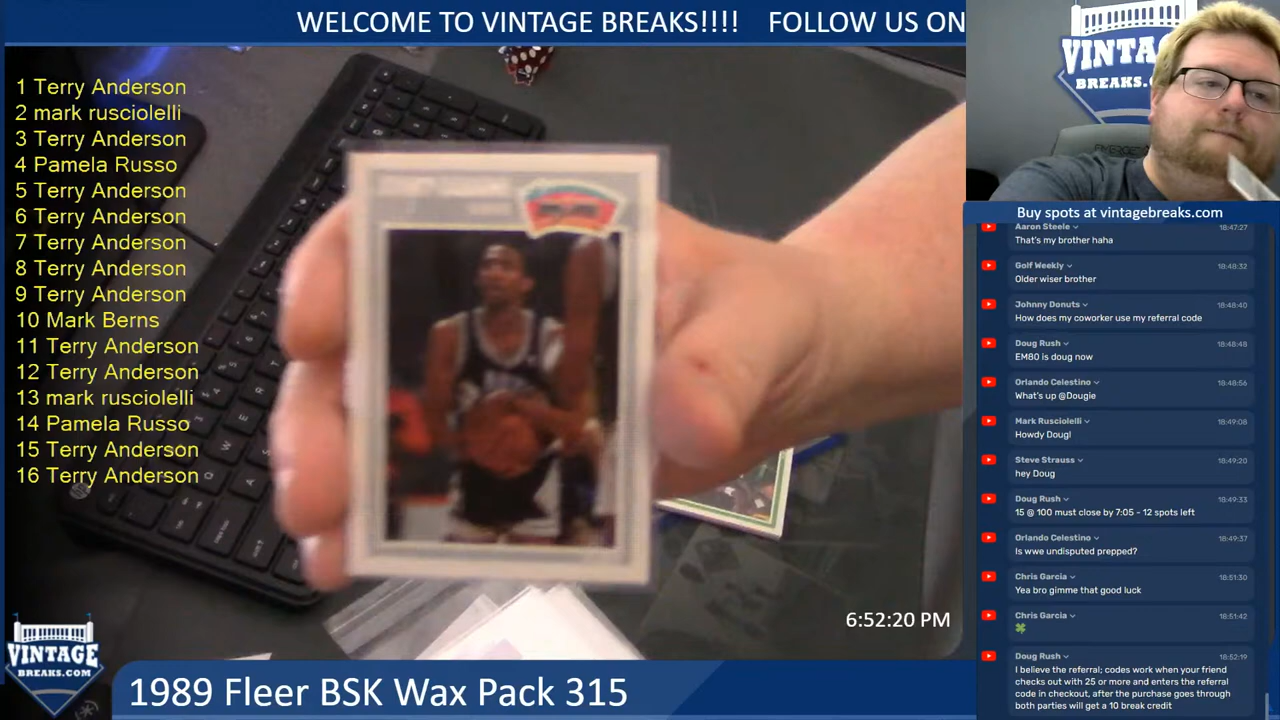 WELCOME TO VINTAGE BREAKS!!!! FOLLOW US ON
1 Terry Anderson
2 mark rusciolelli
3 Terry Anderson
4 Pamela Russo
5 Terry Anderson
6 Terry Anderson
7 Terry Anderson
8 Terry Anderson
9 Terry Anderson
10 Mark Berns
11 Terry Anderson
12 Terry Anderson
13 mark rusciolelli
14 Pamela Russo
15 Terry Anderson
16 Terry Anderson
VINTAGE
BREAKS.COM
6:52:20 PM
1989 Fleer BSK Wax Pack 315
VINTAG
BREAKS.C
Buy spots at vintagebreaks.com
Aaron Steele 18:47:27
That's my brother haha
Golf Weekly 18:48:32
Older wiser brother
Johnny Donuts 18:48:40
How does my coworker use my referral code
Doug Rush 18:48:48
EM80 is doug now
Orlando Celestino 18:48:56
What's up @Dougie
Mark Rusciolelli 18:49:08
Howdy Doug!
Steve Strauss 18:49:20
hey Doug
Doug Rush 18:49:33
15 @ 100 must close by 7:05 - 12 spots left
Orlando Celestino 18:49:37
Is wwe undisputed prepped?
Chris Garcia 18:51:30
Yea bro gimme that good luck
Chris Garcia 18:51:42
🍀
Doug Rush 18:52:19
I believe the referral; codes work when your friend
checks out with 25 or more and enters the referral
code in checkout, after the purchase goes through
both parties will get a 10 break credit